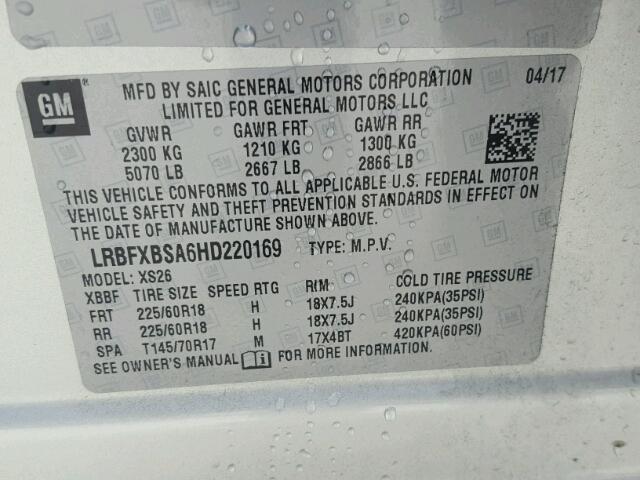 GM ®
MFD BY SAIC GENERAL MOTORS CORPORATION 04/17
LIMITED FOR GENERAL MOTORS LLC
GVWR GAWR FRT GAWR RR
2300 KG 1210 KG 1300 KG
5070 LB 2667 LB 2866 LB
THIS VEHICLE CONFORMS TO ALL APPLICABLE U.S. FEDERAL MOTOR
VEHICLE SAFETY AND THEFT PREVENTION STANDARDS IN EFFECT ON
THE DATE OF MANUFACTURE SHOWN ABOVE.
LRBFXBSA6HD220169 TYPE: M.P.V.
MODEL: XS26
XBBF TIRE SIZE SPEED RTG RIM COLD TIRE PRESSURE
FRT 225/60R18 H 18X7.5J 240KPA(35PSI)
RR 225/60R18 H 18X7.5J 240KPA(35PSI)
SPA T145/70R17 M 17X4BT 420KPA(60PSI)
SEE OWNER'S MANUAL FOR MORE INFORMATION